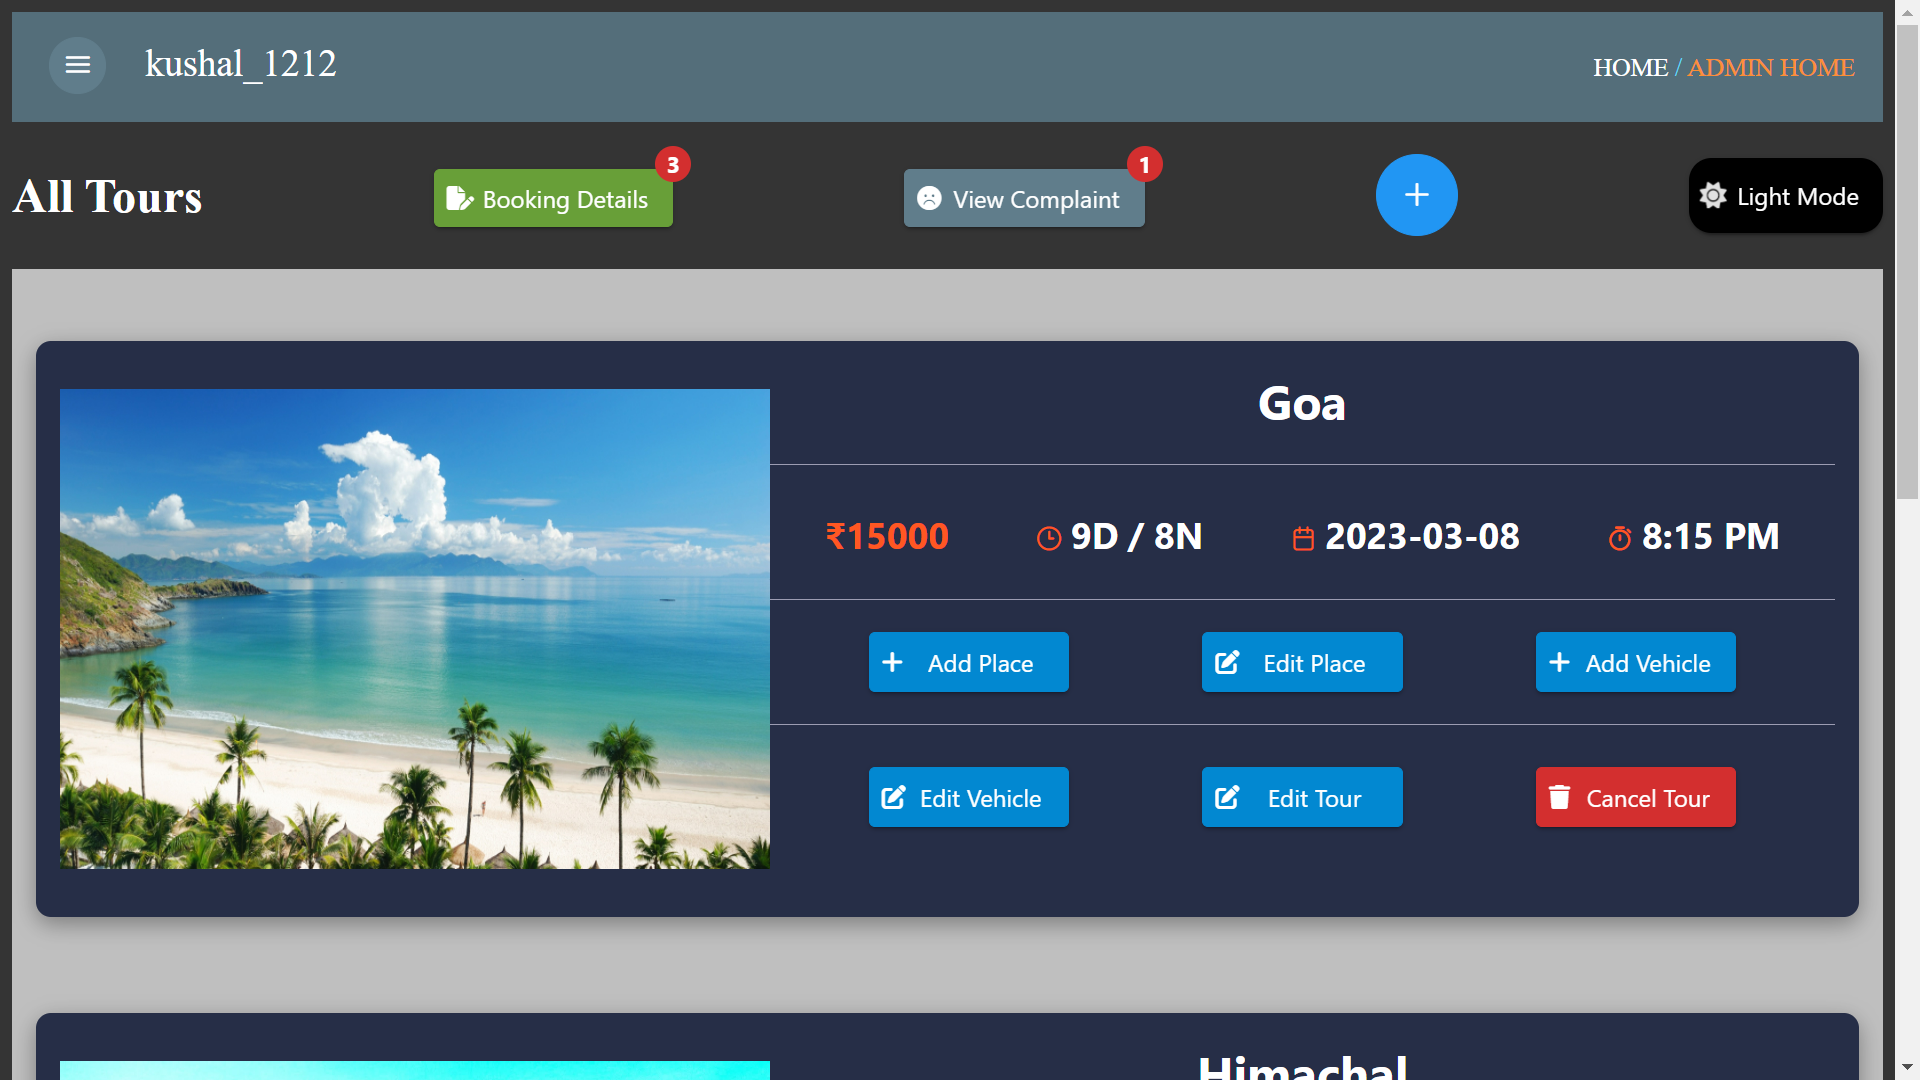 kushal_1212
HOME / ADMIN HOME
All Tours
Booking Details
3
View Complaint
1
Light Mode
Goa
₹15000
9D / 8N
2023-03-08
8:15 PM
Add Place
Edit Place
Add Vehicle
Edit Vehicle
Edit Tour
Cancel Tour
Himachal